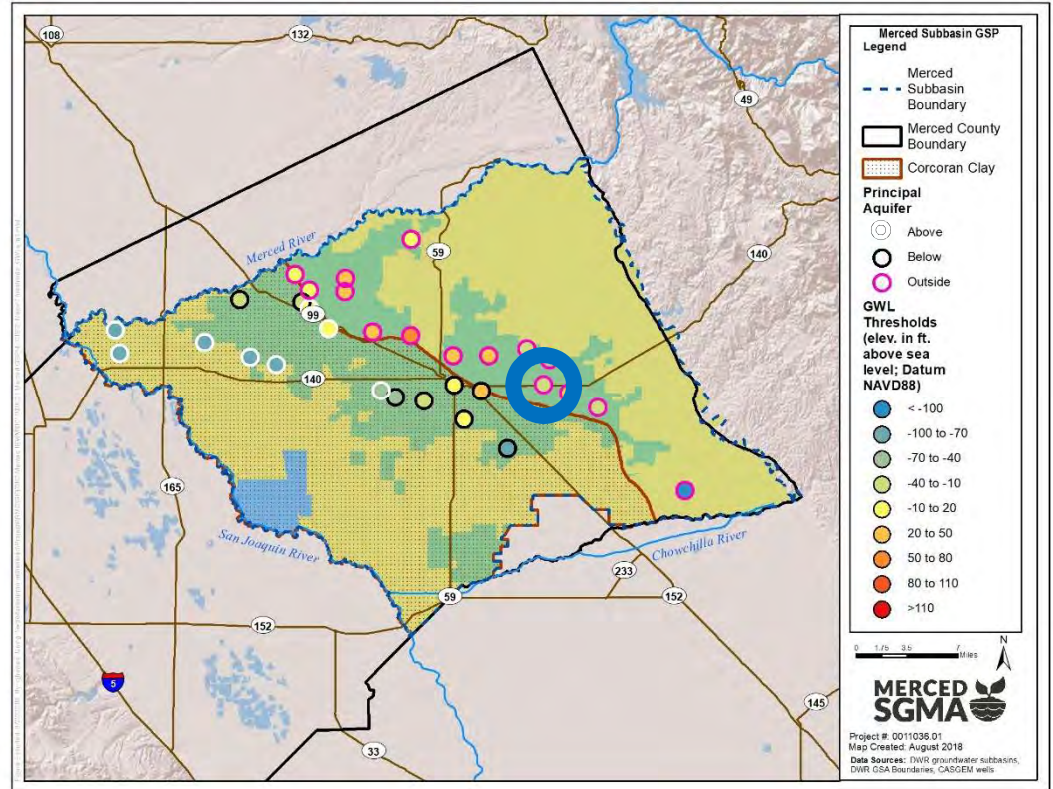 108
132
49
Merced River
59
140
99
140
165
San Joaquin River
Chowchilla River
233
59
152
152
5
145
33
Merced Subbasin GSP
Legend
Merced
Subbasin
Boundary
Merced County
Boundary
Corcoran Clay
Principal
Aquifer
Above
Below
Outside
GWL
Thresholds
(elev. in ft.
above sea
level; Datum
NAVD88)
< -100
-100 to -70
-70 to -40
-40 to -10
-10 to 20
20 to 50
50 to 80
80 to 110
>110
N
0 1.75 3.5 7
Miles
MERCED
SGMA
Project #: 0011036.01
Map Created: August 2018
Data Sources: DWR groundwater subbasins,
DWR GSA Boundaries, CASGEM wells